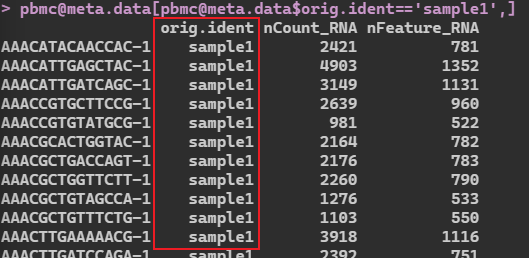 > pbmc@meta.data[pbmc@meta.data$orig.ident=='sample1',]
orig.ident nCount_RNA nFeature_RNA
AAACATACAACCAC-1 sample1 2421 781
AAACATTGAGCTAC-1 sample1 4903 1352
AAACATTGATCAGC-1 sample1 3149 1131
AAACCGTGCTTCCG-1 sample1 2639 960
AAACCGTGTATGCG-1 sample1 981 522
AAACGCACTGGTAC-1 sample1 2164 782
AAACGCTGACCAGT-1 sample1 2176 783
AAACGCTGGTTCTT-1 sample1 2260 790
AAACGCTGTAGCCA-1 sample1 1276 533
AAACGCTGTTTCTG-1 sample1 1103 550
AAACTTGAAAAACG-1 sample1 3918 1116
AAACTTGATCCAGA-1 sample1 2392 751